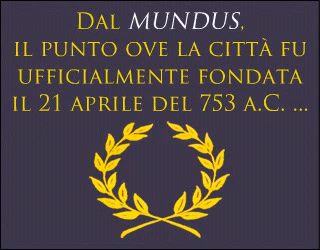 Dal MUNDUS,
il punto ove la città fu
ufficialmente fondata
il 21 aprile del 753 a.C. ...